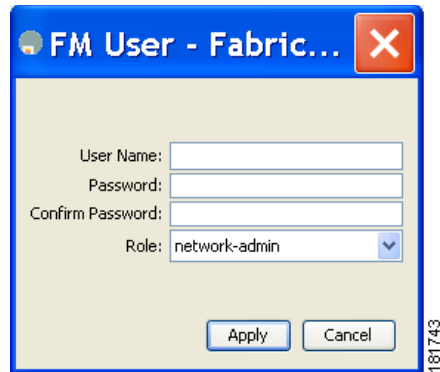 FM User - Fabric...
User Name:
Password:
Confirm Password:
Role: network-admin
Apply Cancel
181743